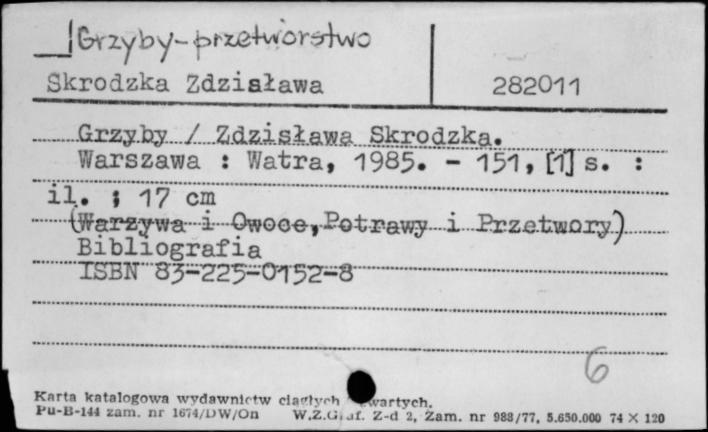 Grzyby-przetwórstwo
Skrodzka Zdzisława 282011
Grzyby / Zdzisława Skrodzka.
Warszawa : Watra, 1985. - 151, [1] s. :
il. ; 17 cm
(Warzywa i Owoce, Potrawy i Przetwory)
Bibliografia
ISBN 83-225-0152-8
6
Karta katalogowa wydawnictw ciągłych
Pu-B-144 zam. nr 1674/DW/On W.Z.Graf. Z-d 2, Zam. nr 988/77, 5.650.000 74 X 120